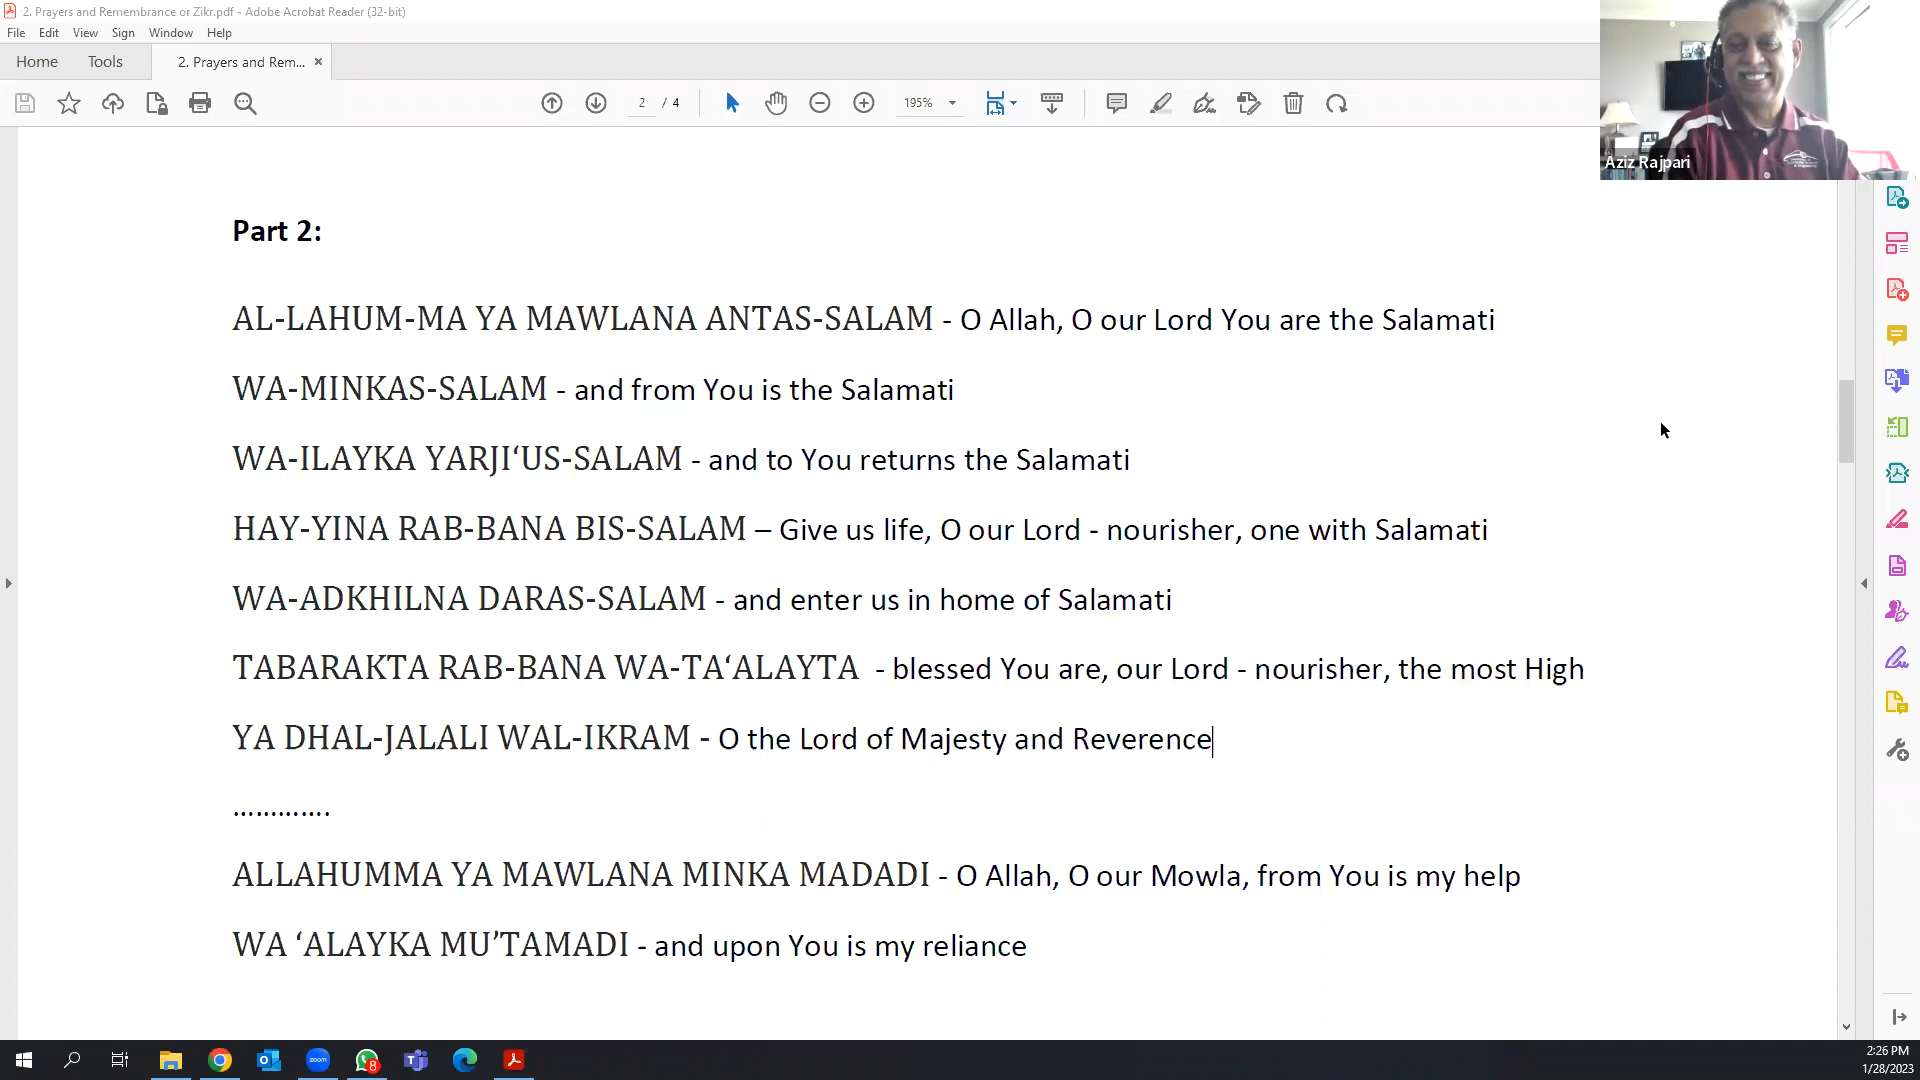 2. Prayers and Remembrance or Zikr.pdf - Adobe Acrobat Reader (32-bit)
File Edit View Sign Window Help
Home Tools 2. Prayers and Rem... ×
2 / 4 195%
Aziz Rajpari
Part 2:
AL-LAHUM-MA YA MAWLANA ANTAS-SALAM - O Allah, O our Lord You are the Salamati
WA-MINKAS-SALAM - and from You is the Salamati
WA-ILAYKA YARJI‘US-SALAM - and to You returns the Salamati
HAY-YINA RAB-BANA BIS-SALAM – Give us life, O our Lord - nourisher, one with Salamati
WA-ADKHILNA DARAS-SALAM - and enter us in home of Salamati
TABARAKTA RAB-BANA WA-TA‘ALAYTA - blessed You are, our Lord - nourisher, the most High
YA DHAL-JALALI WAL-IKRAM - O the Lord of Majesty and Reverence
.............
ALLAHUMMA YA MAWLANA MINKA MADADI - O Allah, O our Mowla, from You is my help
WA ‘ALAYKA MU’TAMADI - and upon You is my reliance
zoom
8
2:26 PM
1/28/2023